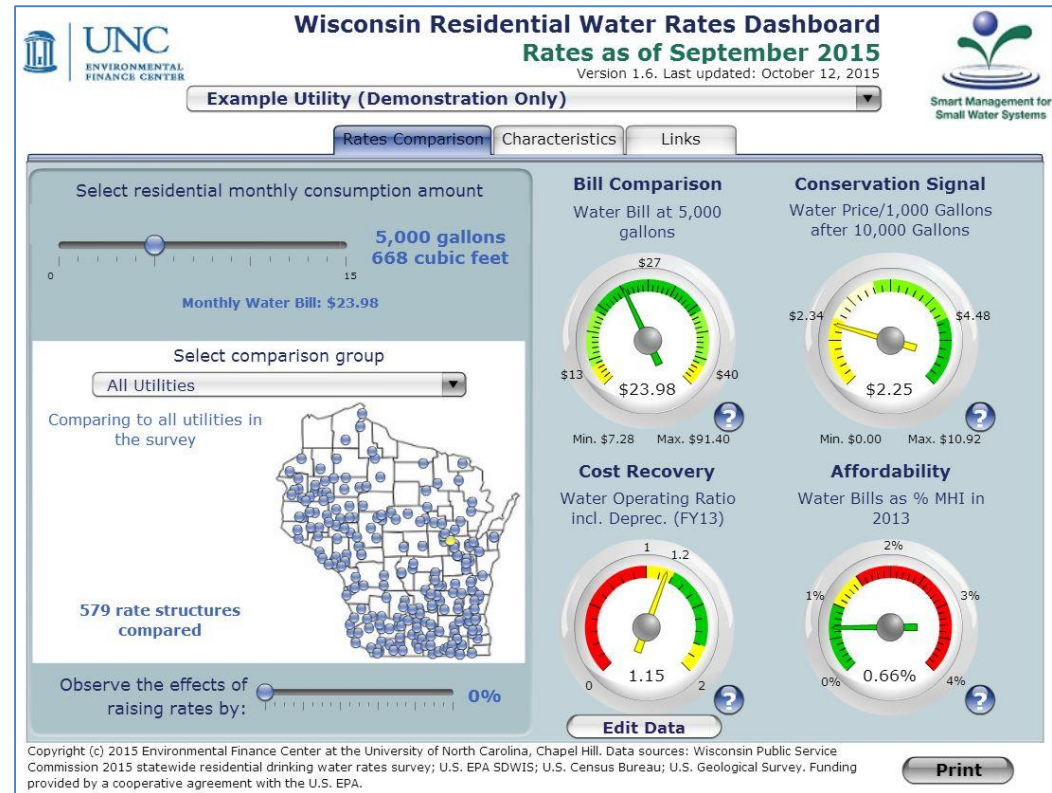 UNC
ENVIRONMENTAL
FINANCE CENTER
Wisconsin Residential Water Rates Dashboard
Rates as of September 2015
Version 1.6. Last updated: October 12, 2015
Smart Management for
Small Water Systems
Example Utility (Demonstration Only)
Rates Comparison
Characteristics
Links
Select residential monthly consumption amount
5,000 gallons
668 cubic feet
0
15
Monthly Water Bill: $23.98
Select comparison group
All Utilities
Comparing to all utilities in
the survey
579 rate structures
compared
Observe the effects of
raising rates by:
0%
Bill Comparison
Water Bill at 5,000
gallons
$27
$13
$40
$23.98
?
Min. $7.28 Max. $91.40
Conservation Signal
Water Price/1,000 Gallons
after 10,000 Gallons
$2.34
$4.48
$2.25
?
Min. $0.00 Max. $10.92
Cost Recovery
Water Operating Ratio
incl. Deprec. (FY13)
1
1.2
0
2
1.15
?
Edit Data
Affordability
Water Bills as % MHI in
2013
2%
1%
3%
0%
4%
0.66%
?
Copyright (c) 2015 Environmental Finance Center at the University of North Carolina, Chapel Hill. Data sources: Wisconsin Public Service
Commission 2015 statewide residential drinking water rates survey; U.S. EPA SDWIS; U.S. Census Bureau; U.S. Geological Survey. Funding
provided by a cooperative agreement with the U.S. EPA.
Print